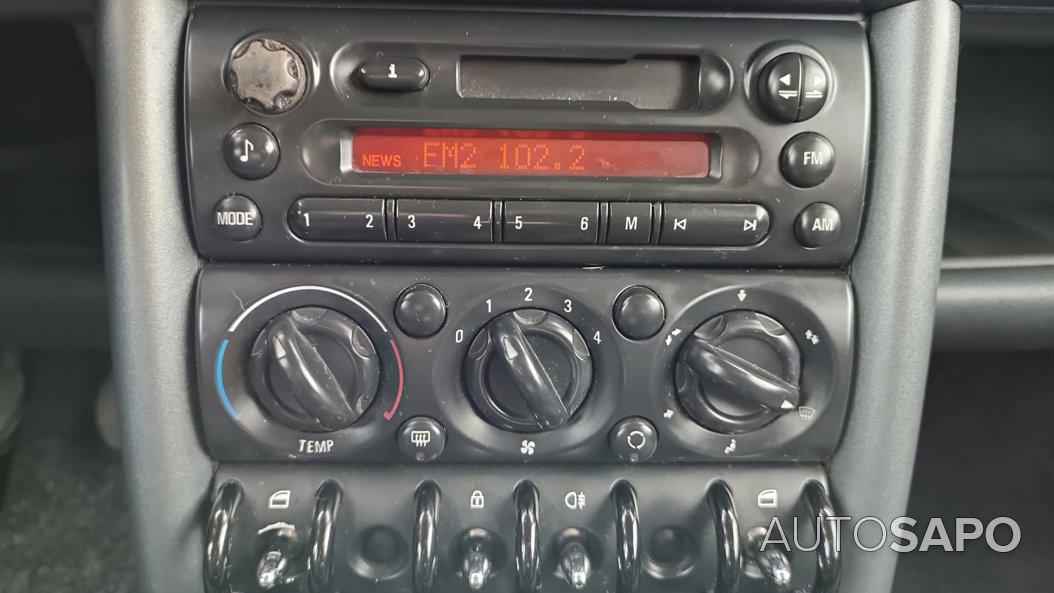 NEWS EM2 102.2
FM
MODE
1 2 3 4 5 6 M
AM
0 1 2 3 4
TEMP
AUTOSAPO